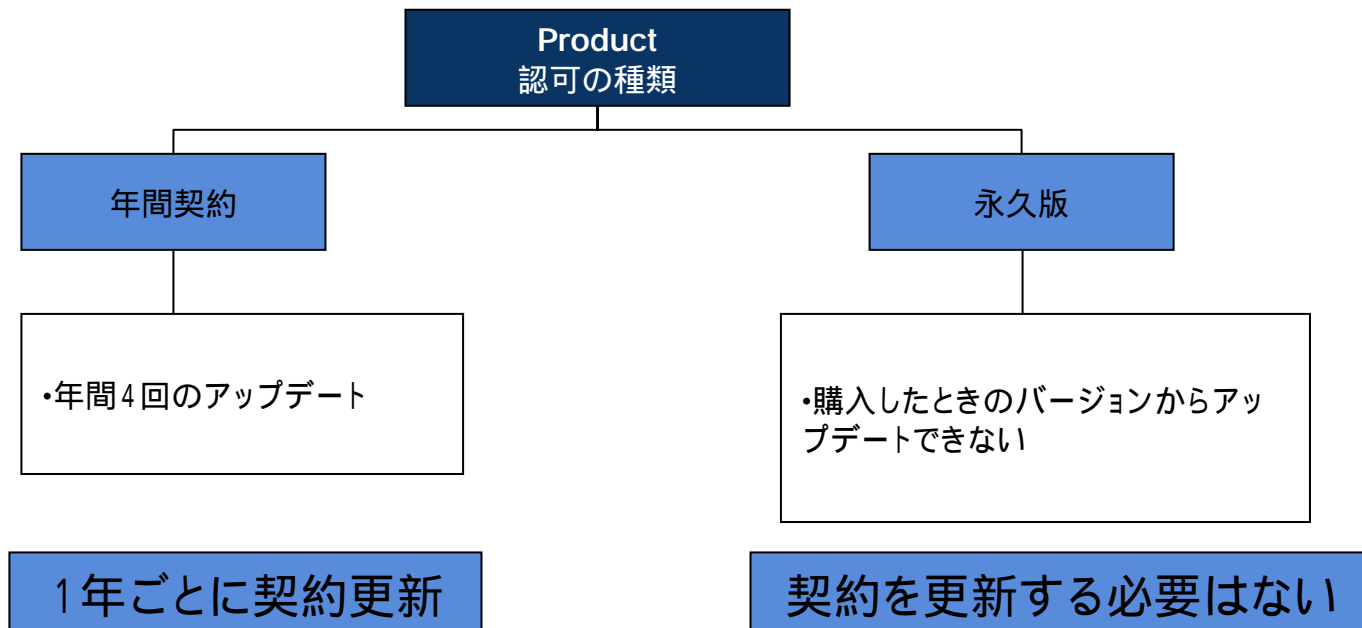 Product
認可の種類
年間契約
永久版
•年間4回のアップデート
•購入したときのバージョンからアッ
プデートできない
1年ごとに契約更新
契約を更新する必要はない